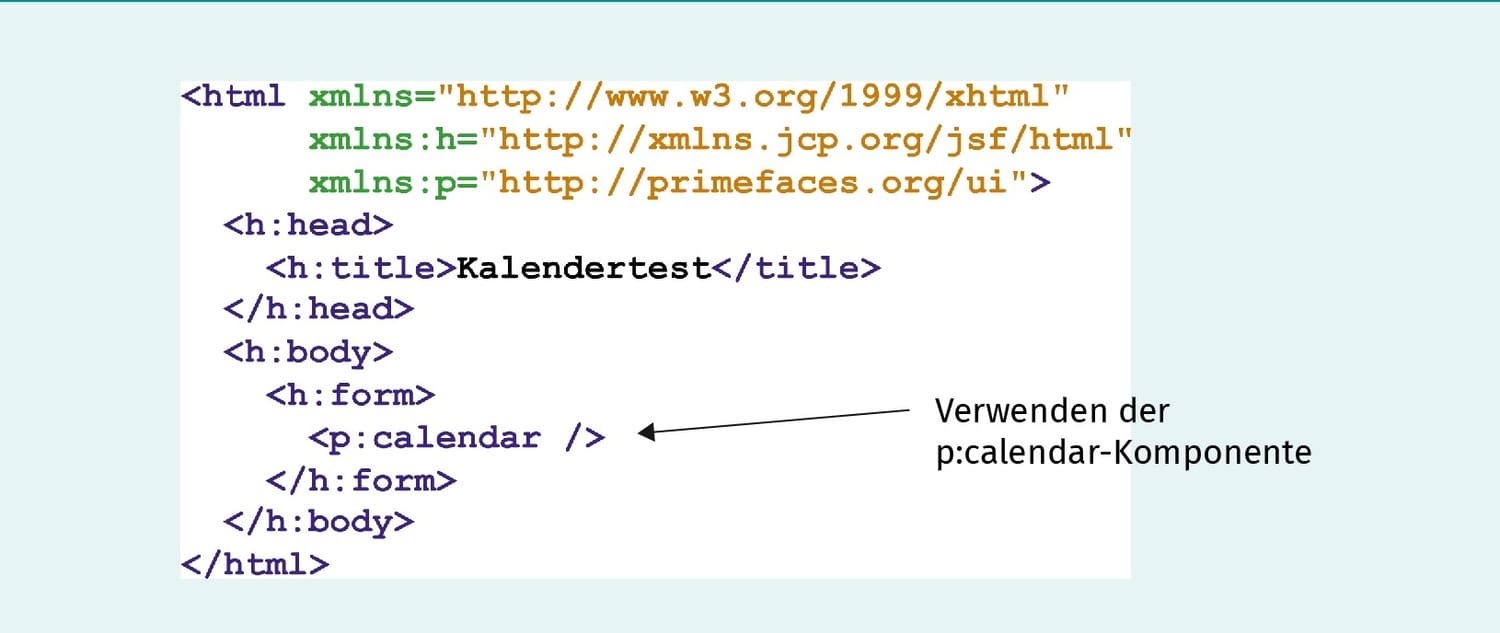 <html xmlns="http://www.w3.org/1999/xhtml"
xmlns:h="http://xmlns.jcp.org/jsf/html"
xmlns:p="http://primefaces.org/ui">
<h:head>
<h:title>Kalendertest</title>
</h:head>
<h:body>
<h:form>
<p:calendar />
</h:form>
</h:body>
</html>
Verwenden der
p:calendar-Komponente